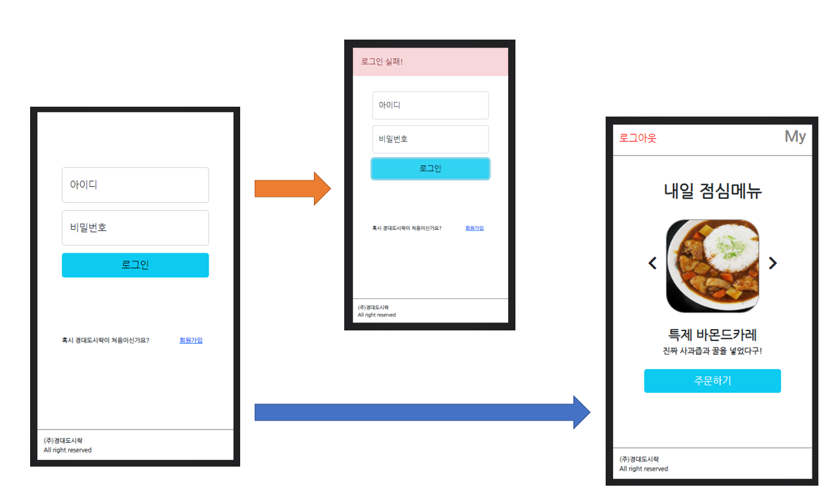 아이디
비밀번호
로그인
혹시 경대도시락이 처음이신가요? 회원가입
(주)경대도시락
All right reserved
로그인 실패!
아이디
비밀번호
로그인
혹시 경대도시락이 처음이신가요? 회원가입
(주)경대도시락
All right reserved
로그아웃 My
내일 점심메뉴
특제 바몬드카레
진짜 사과즙과 꿀을 넣었다구!
주문하기
(주)경대도시락
All right reserved